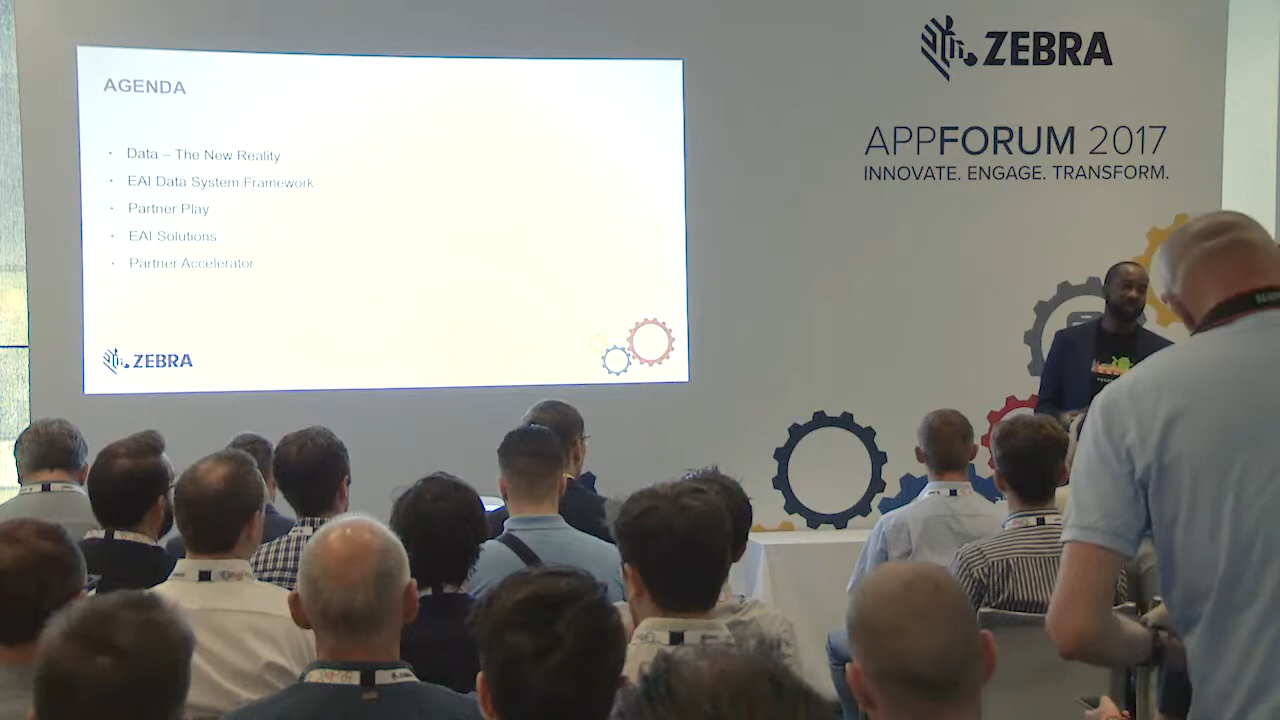 AGENDA
· Data – The New Reality
· EAI Data System Framework
· Partner Play
· EAI Solutions
· Partner Accelerator
ZEBRA
ZEBRA
APPFORUM 2017
INNOVATE. ENGAGE. TRANSFORM.